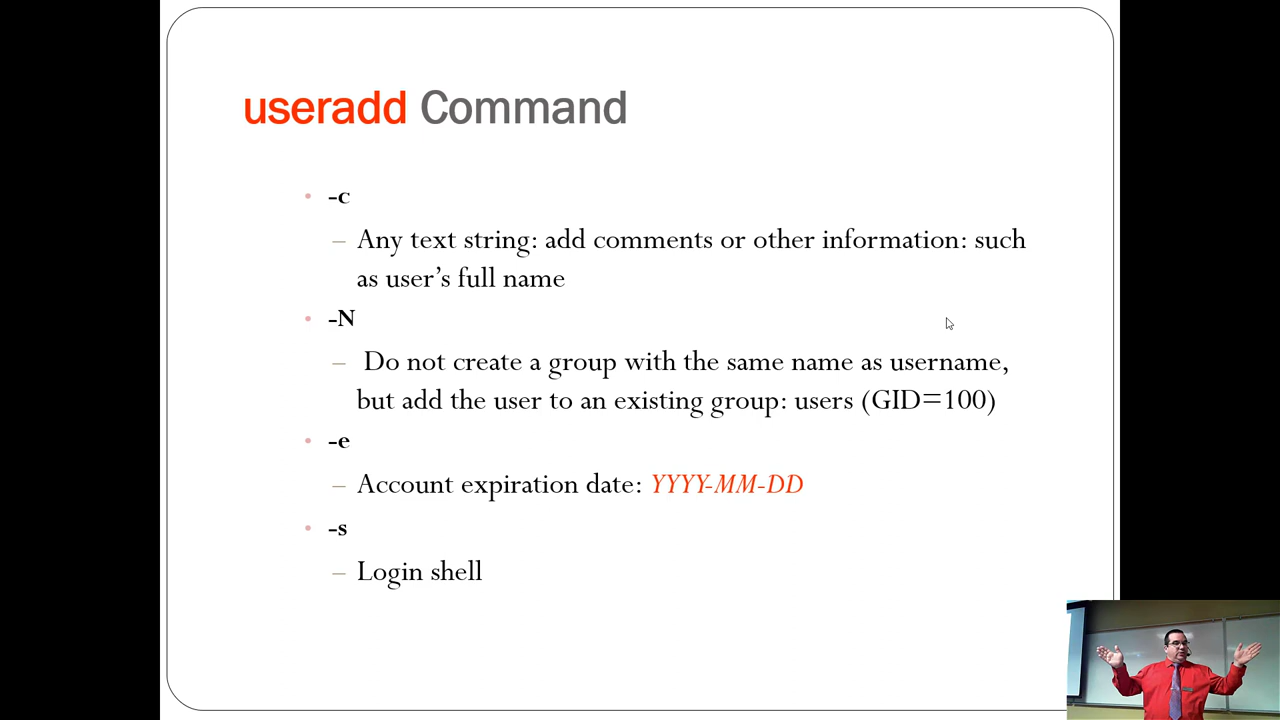 useradd Command
• -c
– Any text string: add comments or other information: such
as user’s full name
• -N
– Do not create a group with the same name as username,
but add the user to an existing group: users (GID=100)
• -e
– Account expiration date: YYYY-MM-DD
• -s
– Login shell